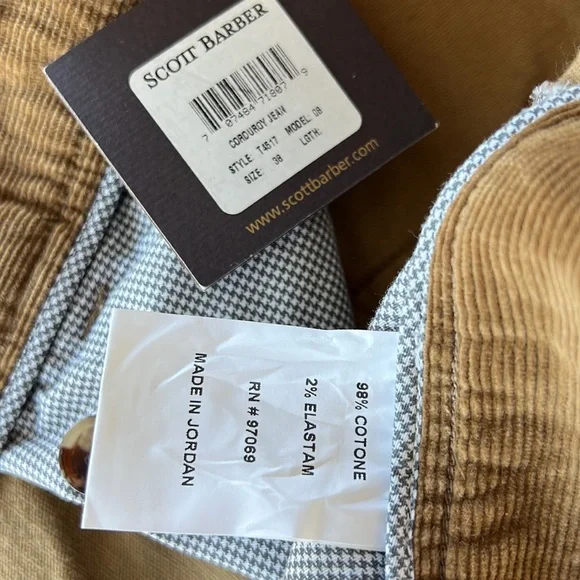 SCOTT BARBER
7 07484 71807 9
CORDUROY JEAN
STYLE: T4517 MODEL: 08
SIZE: 38 LGTH:
www.scottbarber.com
98% COTONE
2% ELASTAM
RN # 97069
MADE IN JORDAN